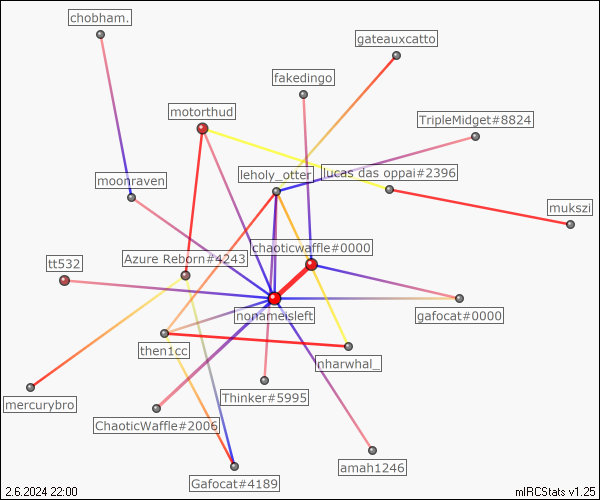 chobham.
gateauxcatto
fakedingo
motorthud
TripleMidget#8824
leholy_otter
lucas das oppai#2396
moonraven
mukszi
chaoticwaffle#0000
tt532
Azure Reborn#4243
nonameisleft
gafocat#0000
then1cc
nharwhal_
mercurybro
Thinker#5995
ChaoticWaffle#2006
amah1246
Gafocat#4189
2.6.2024 22:00
mIRCStats v1.25